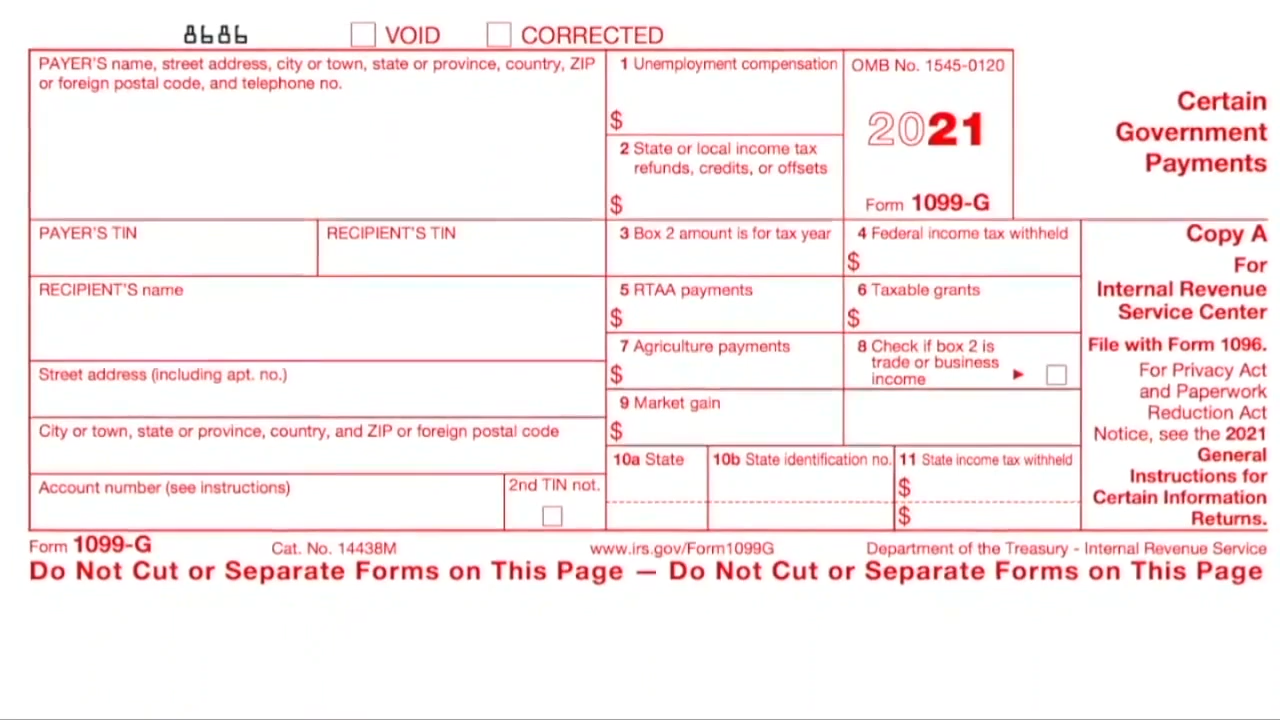 8686 VOID CORRECTED
PAYER'S name, street address, city or town, state or province, country, ZIP
or foreign postal code, and telephone no.
1 Unemployment compensation
$
2 State or local income tax
refunds, credits, or offsets
$
OMB No. 1545-0120
2021
Form 1099-G
Certain
Government
Payments
PAYER'S TIN
RECIPIENT'S TIN
3 Box 2 amount is for tax year
4 Federal income tax withheld
$
Copy A
For
Internal Revenue
Service Center
File with Form 1096.
For Privacy Act
and Paperwork
Reduction Act
Notice, see the 2021
General
Instructions for
Certain Information
Returns.
RECIPIENT'S name
5 RTAA payments
$
6 Taxable grants
$
7 Agriculture payments
$
8 Check if box 2 is
trade or business
income ►
Street address (including apt. no.)
9 Market gain
$
City or town, state or province, country, and ZIP or foreign postal code
10a State
10b State identification no.
11 State income tax withheld
$
$
Account number (see instructions)
2nd TIN not.
Form 1099-G Cat. No. 14438M www.irs.gov/Form1099G Department of the Treasury - Internal Revenue Service
Do Not Cut or Separate Forms on This Page — Do Not Cut or Separate Forms on This Page